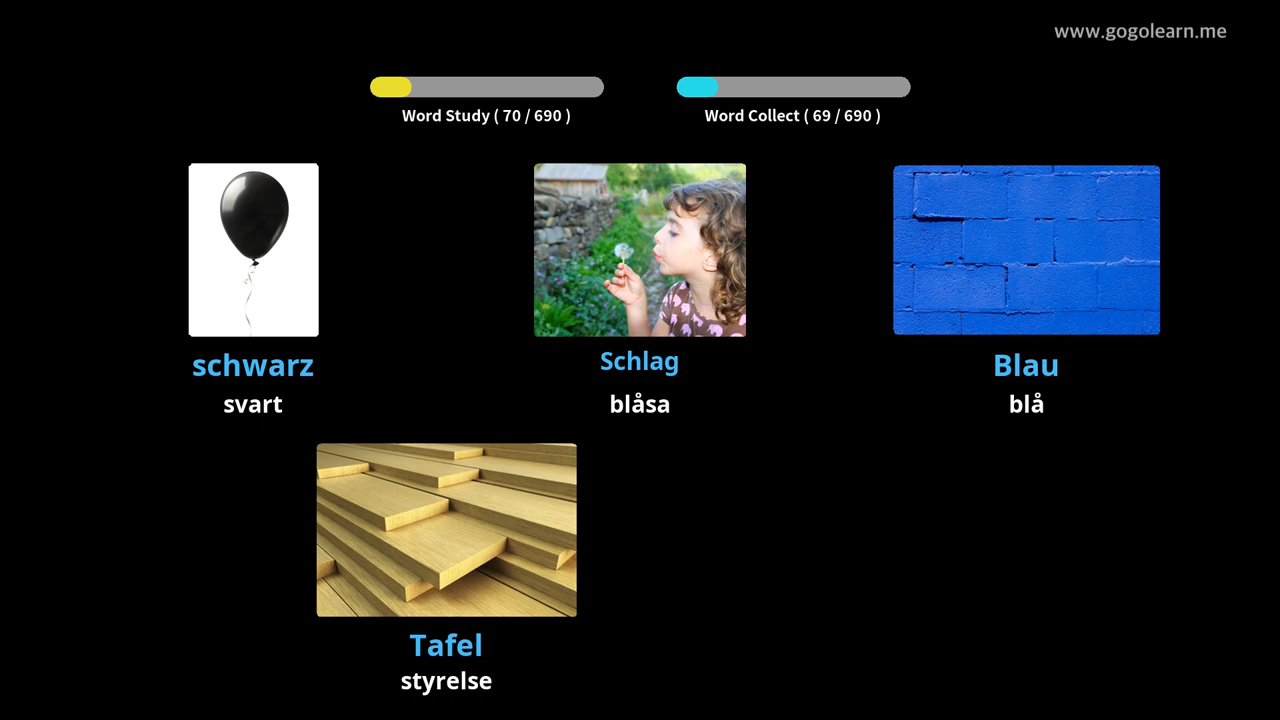 www.gogolearn.me
Word Study ( 70 / 690 )
Word Collect ( 69 / 690 )
schwarz
svart
Schlag
blåsa
Blau
blå
Tafel
styrelse